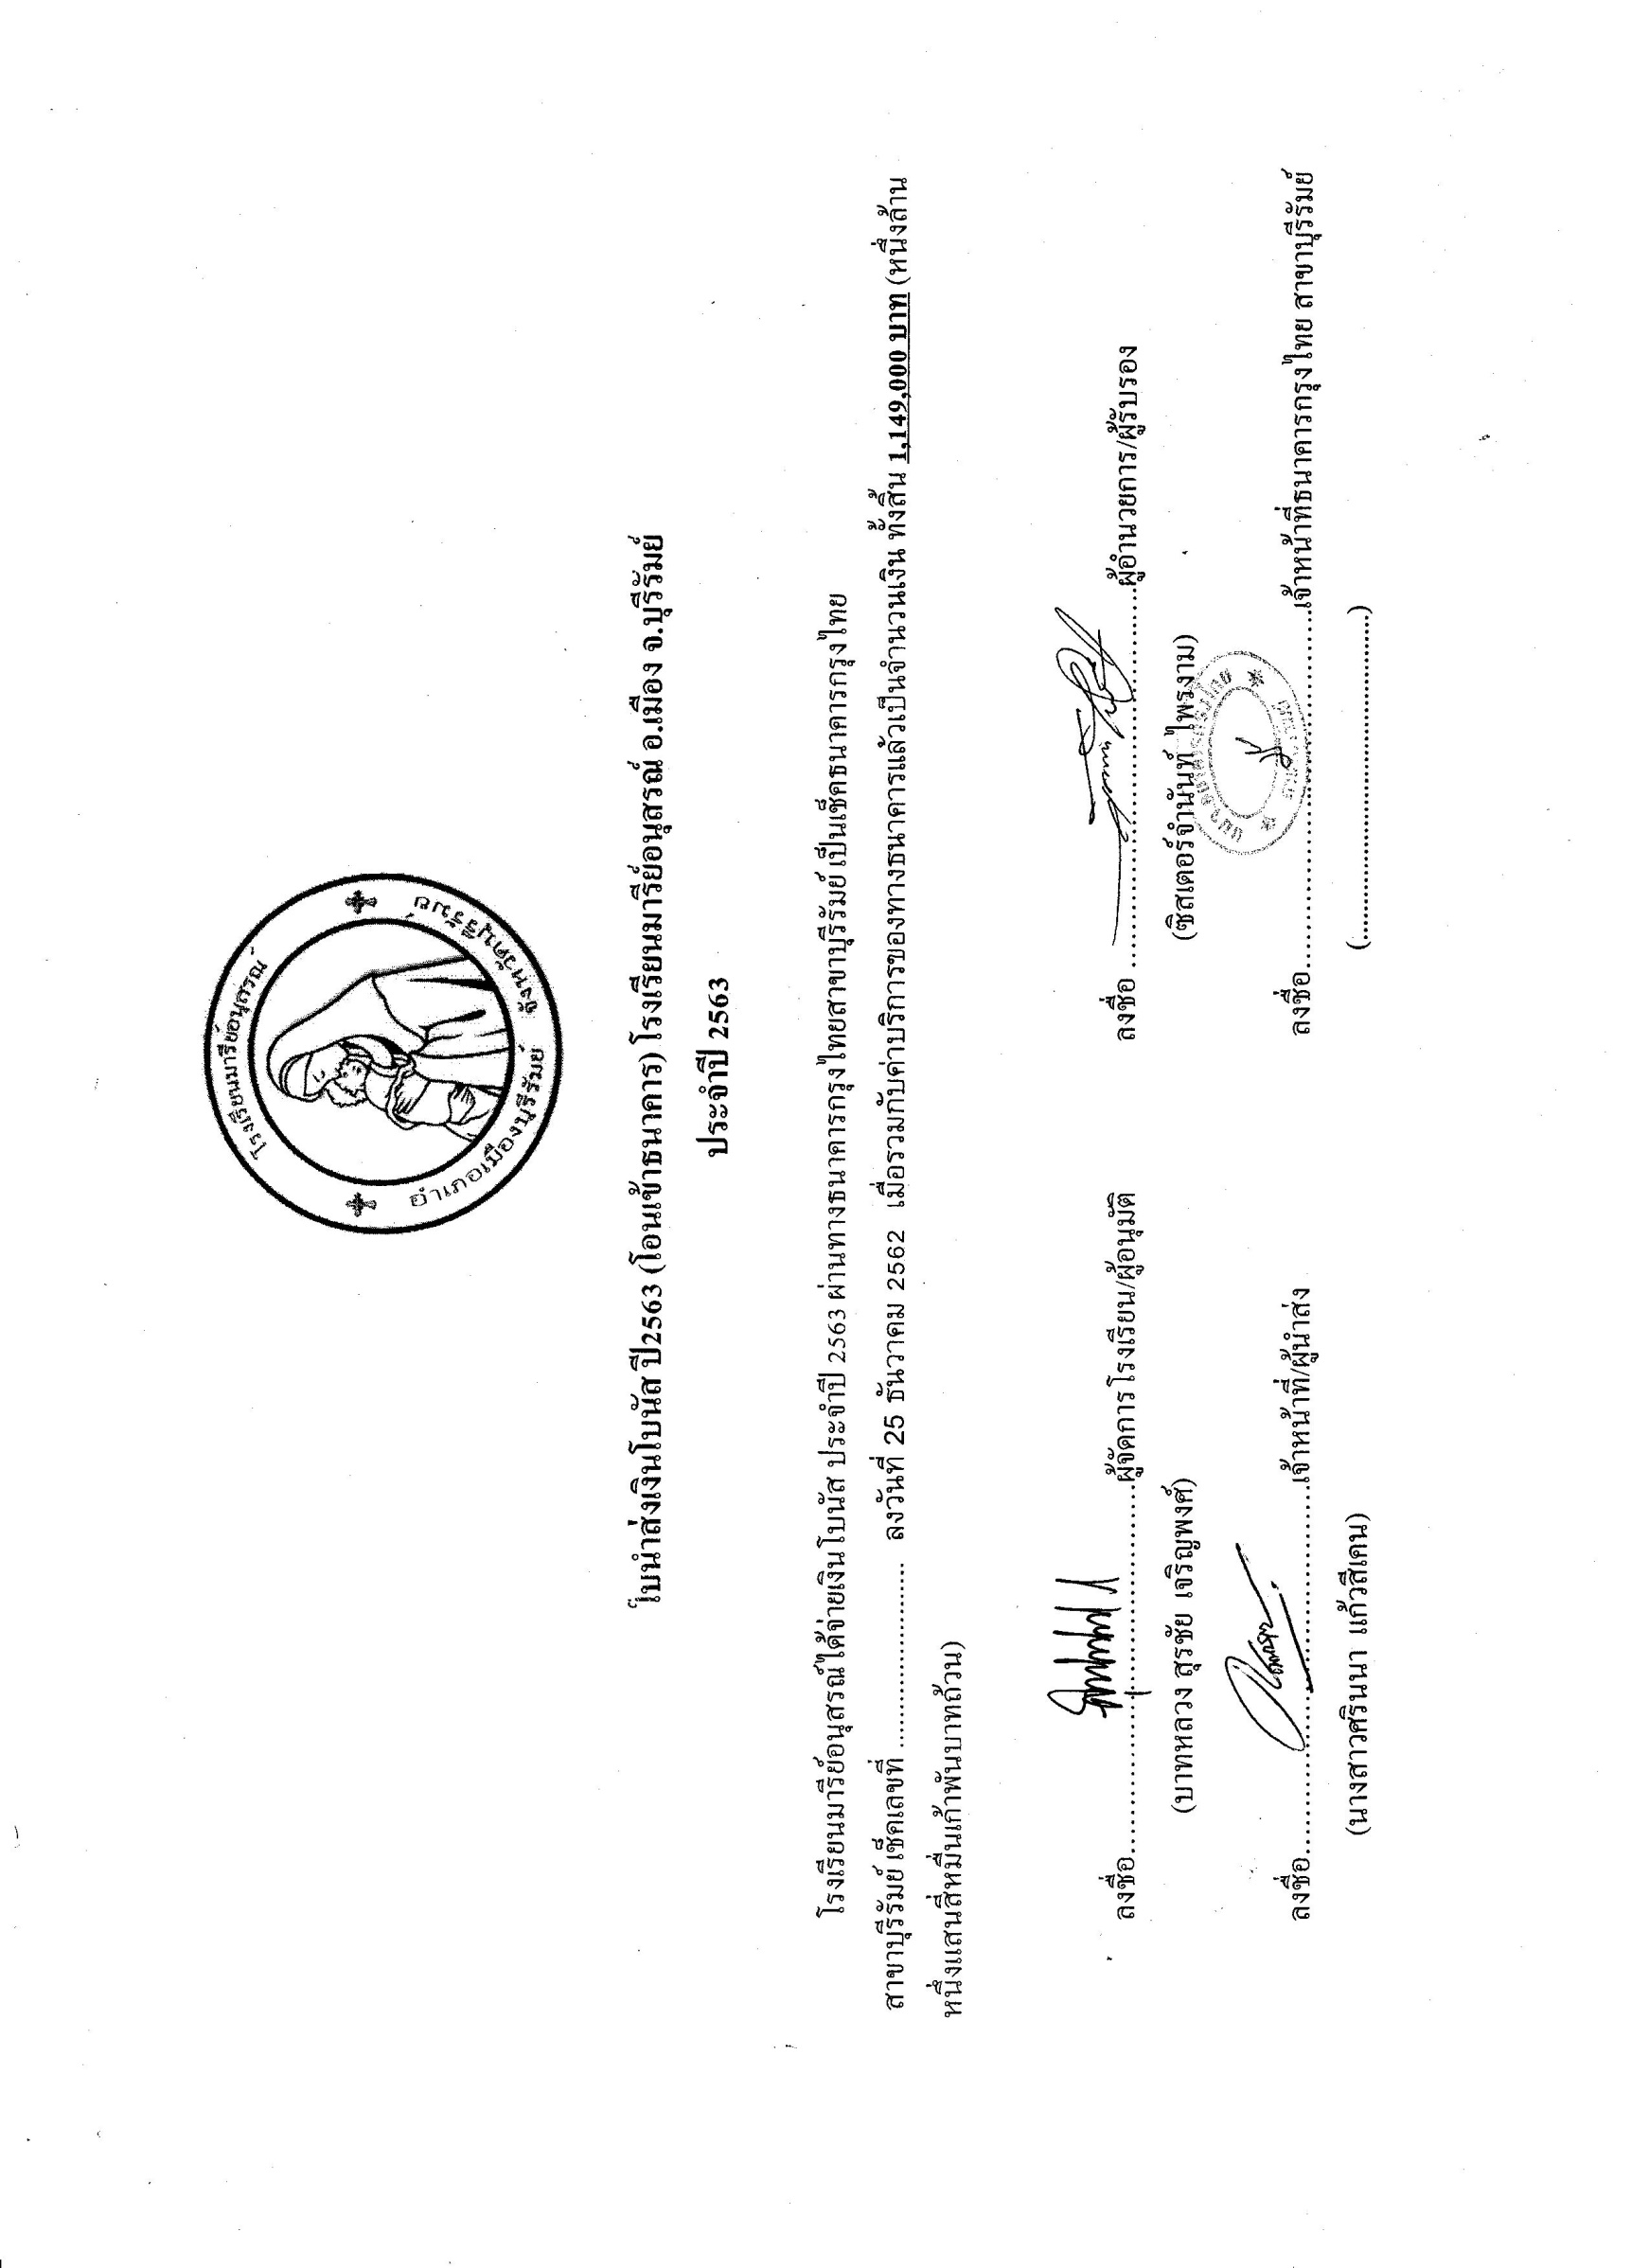 โรงเรียนมารีย์อนุสรณ์
อำเภอเมืองบุรีรัมย์ จังหวัดบุรีรัมย์
ใบนำส่งเงินโบนัส ปี2563 (โอนเข้าธนาคาร) โรงเรียนมารีย์อนุสรณ์ อ.เมือง จ.บุรีรัมย์
ประจำปี 2563
โรงเรียนมารีย์อนุสรณ์ได้จ่ายเงินโบนัส ประจำปี 2563 ผ่านทางธนาคารกรุงไทยสาขาบุรีรัมย์ เป็นเช็คธนาคารกรุงไทย
สาขาบุรีรัมย์ เช็คเลขที่ .............................. ลงวันที่ 25 ธันวาคม 2562 เมื่อรวมกับค่าบริการของทางธนาคารแล้วเป็นจำนวนเงิน ทั้งสิ้น 1,149,000 บาท (หนึ่งล้าน
หนึ่งแสนสี่หมื่นเก้าพันบาทถ้วน)
ลงชื่อ..................................................ผู้จัดการโรงเรียน/ผู้อนุมัติ ลงชื่อ ..................................................ผู้อำนวยการ/ผู้รับรอง
(บาทหลวง สุรชัย เจริญพงศ์) (ซิสเตอร์จำนันท์ ไพรงาม)
ลงชื่อ..................................................เจ้าหน้าที่/ผู้นำส่ง ลงชื่อ..................................................เจ้าหน้าที่ธนาคารกรุงไทย สาขาบุรีรัมย์
(นางสาวศรินนา แก้วสีเคน) (..................................................)